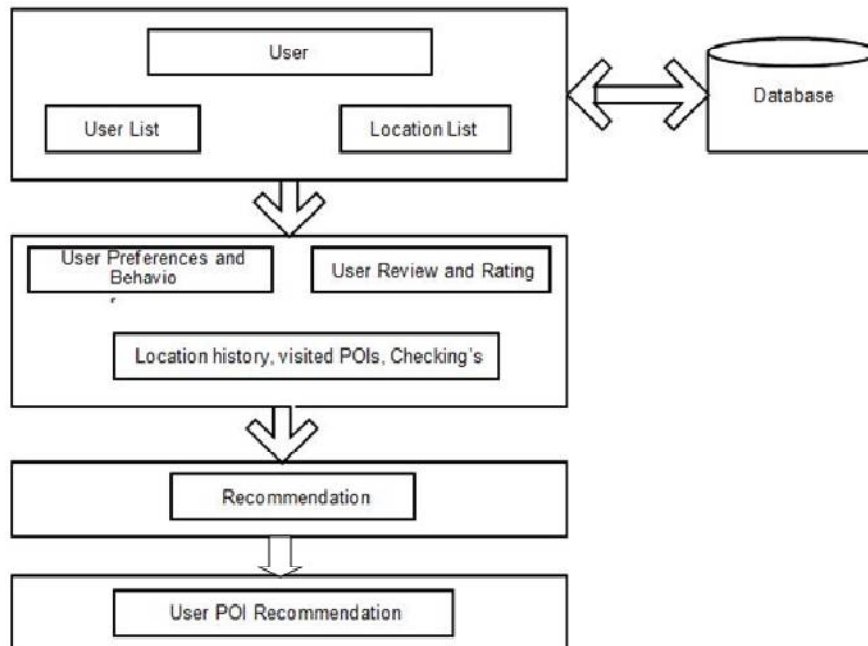 User
Database
User List
Location List
User Preferences and
Behavio
r
User Review and Rating
Location history, visited POIs, Checking's
Recommendation
User POI Recommendation